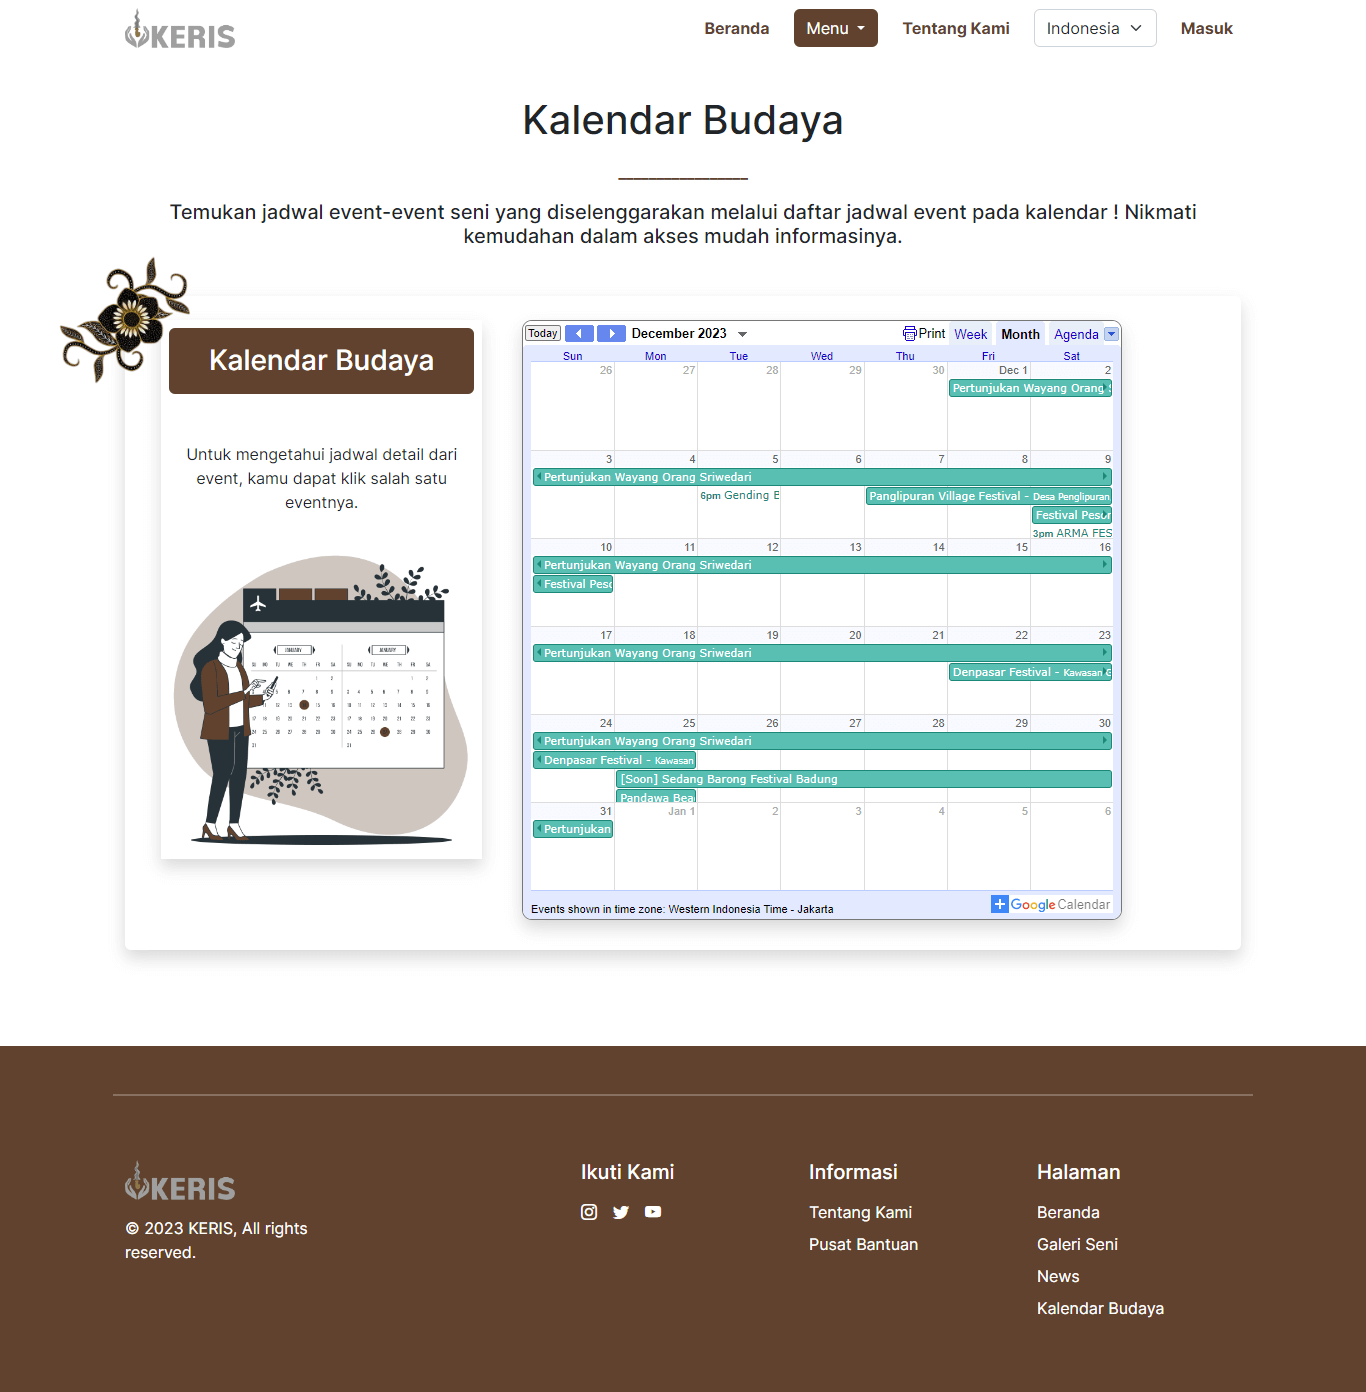 KERIS
Beranda
Menu
Tentang Kami
Indonesia
Masuk
Kalendar Budaya
Temukan jadwal event-event seni yang diselenggarakan melalui daftar jadwal event pada kalendar ! Nikmati
kemudahan dalam akses mudah informasinya.
Kalendar Budaya
Untuk mengetahui jadwal detail dari
event, kamu dapat klik salah satu
eventnya.
Today
December 2023
Print
Week
Month
Agenda
Sun Mon Tue Wed Thu Fri Sat
26 27 28 29 30 Dec 1 2
Pertunjukan Wayang Orang S
3 4 5 6 7 8 9
Pertunjukan Wayang Orang Sriwedari
6pm Gending B
Panglipuran Village Festival - Desa Penglipuran
Festival Pesor
3pm ARMA FES
10 11 12 13 14 15 16
Pertunjukan Wayang Orang Sriwedari
Festival Peso
17 18 19 20 21 22 23
Pertunjukan Wayang Orang Sriwedari
Denpasar Festival - Kawasan G
24 25 26 27 28 29 30
Pertunjukan Wayang Orang Sriwedari
Denpasar Festival - Kawasan
[Soon] Sedang Barong Festival Badung
Pandawa Bea
31 Jan 1 2 3 4 5 6
Pertunjukan
Events shown in time zone: Western Indonesia Time - Jakarta
Google Calendar
KERIS
© 2023 KERIS, All rights
reserved.
Ikuti Kami
Informasi
Tentang Kami
Pusat Bantuan
Halaman
Beranda
Galeri Seni
News
Kalendar Budaya